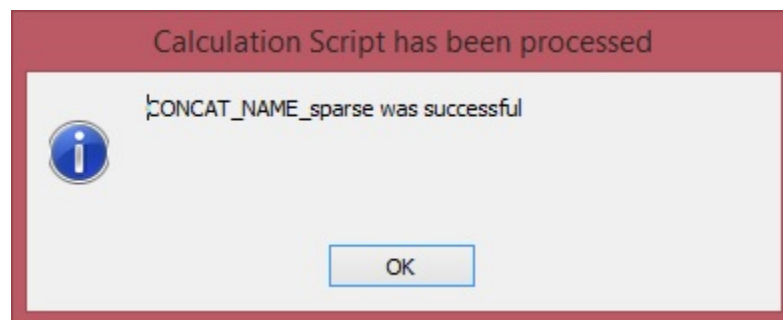 Calculation Script has been processed
CONCAT_NAME_sparse was successful
OK